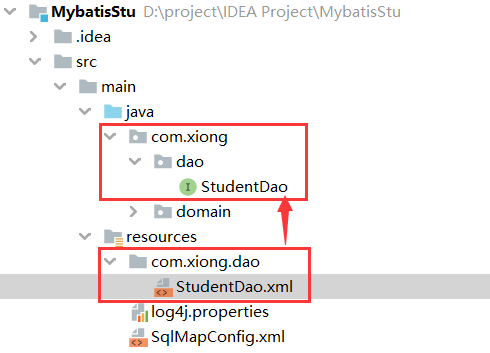 MybatisStu D:\project\IDEA Project\MybatisStu
.idea
src
main
java
com.xiong
dao
I StudentDao
domain
resources
com.xiong.dao
StudentDao.xml
log4j.properties
SqlMapConfig.xml